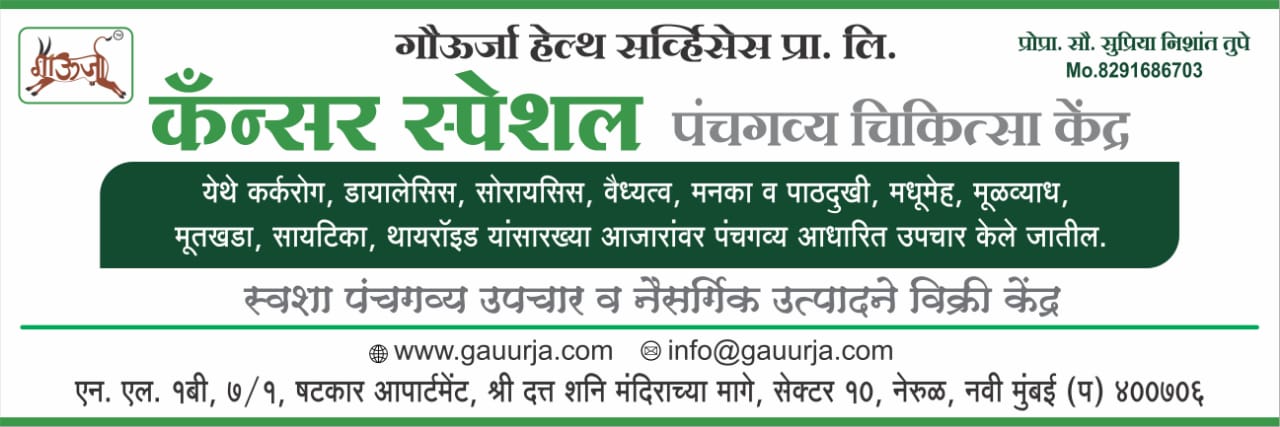 गौऊर्जा
TM
गौऊर्जा हेल्थ सर्व्हिसेस प्रा. लि.
प्रोप्रा. सौ. सुप्रिया निशांत तुपे
Mo.8291686703
कँन्सर स्पेशल पंचगव्य चिकित्सा केंद्र
येथे कर्करोग, डायालेसिस, सोरायसिस, वैध्यत्व, मनका व पाठदुखी, मधूमेह, मूळव्याध,
मूतखडा, सायटिका, थायरॉइड यांसारख्या आजारांवर पंचगव्य आधारित उपचार केले जातील.
स्वशा पंचगव्य उपचार व नैसर्गिक उत्पादने विक्री केंद्र
www.gauurja.com info@gauurja.com
एन. एल. १बी, ७/१, षटकार आपार्टमेंट, श्री दत्त शनि मंदिराच्या मागे, सेक्टर १०, नेरुळ, नवी मुंबई (प) ४००७०६